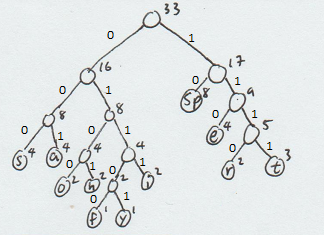 33
0 1
16 17
0 1 0 1
8 8 Sp 8 9
0 1 0 1 0 1
s 4 a 4 4 4 e 4 5
0 1 0 1 0 1
o 2 h 2 2 2 r 2 t 3
0 1
f 1 y 1